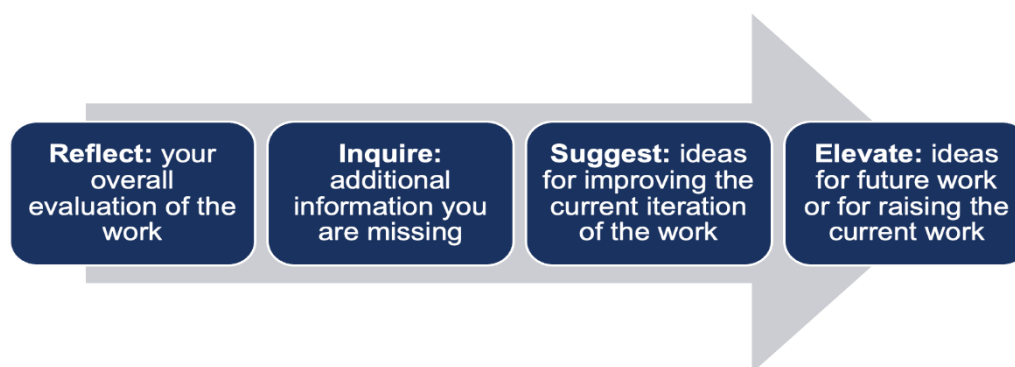 Reflect: your
overall
evaluation of the
work
Inquire:
additional
information you
are missing
Suggest: ideas
for improving the
current iteration
of the work
Elevate: ideas
for future work
or for raising the
current work